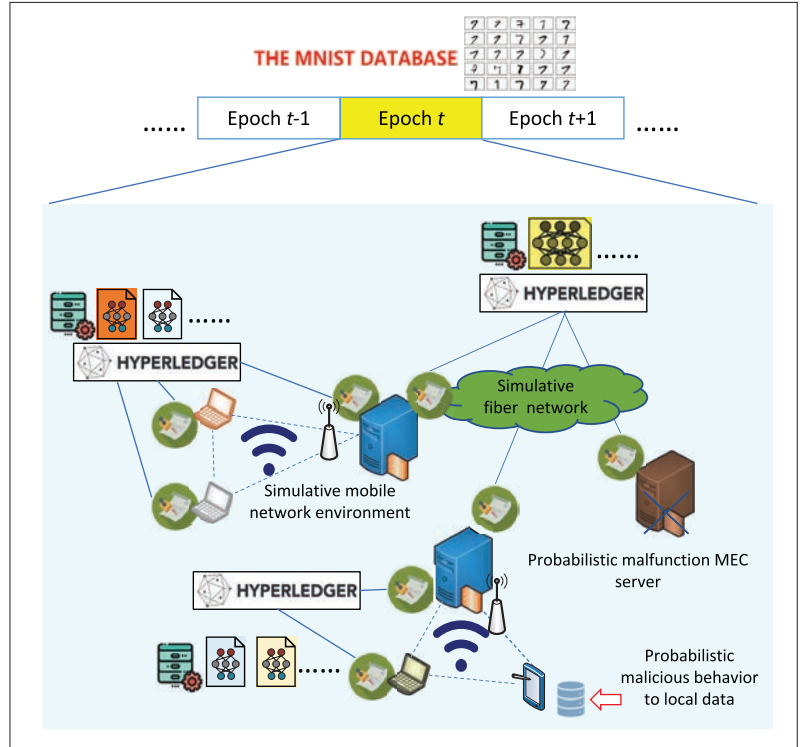 THE MNIST DATABASE
...... Epoch t-1 Epoch t Epoch t+1 ......
......
HYPERLEDGER
......
HYPERLEDGER
Simulative
fiber network
Simulative mobile
network environment
Probabilistic malfunction MEC
server
HYPERLEDGER
......
Probabilistic
malicious behavior
to local data